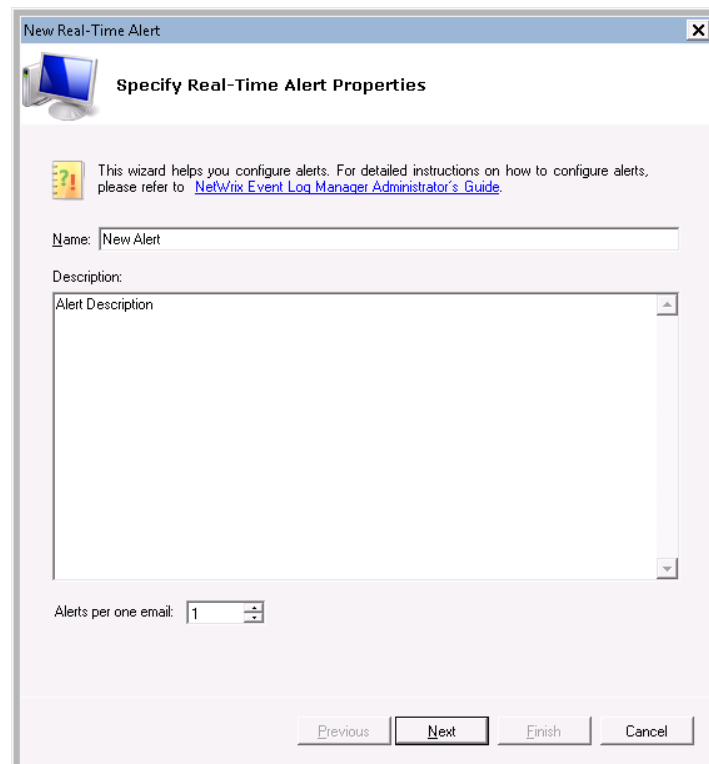 New Real-Time Alert
Specify Real-Time Alert Properties
This wizard helps you configure alerts. For detailed instructions on how to configure alerts,
please refer to NetWrix Event Log Manager Administrator's Guide.
Name: New Alert
Description:
Alert Description
Alerts per one email: 1
Previous Next Finish Cancel